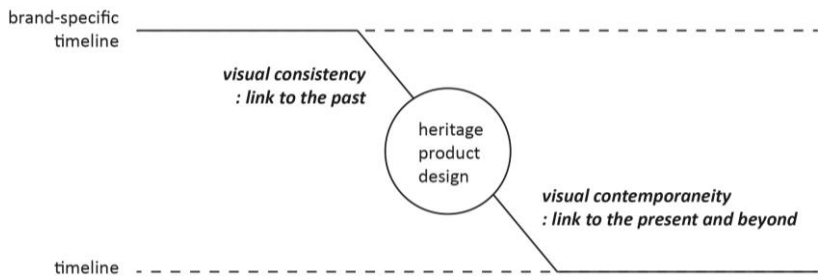 brand-specific
timeline
visual consistency
: link to the past
heritage
product
design
visual contemporaneity
: link to the present and beyond
timeline